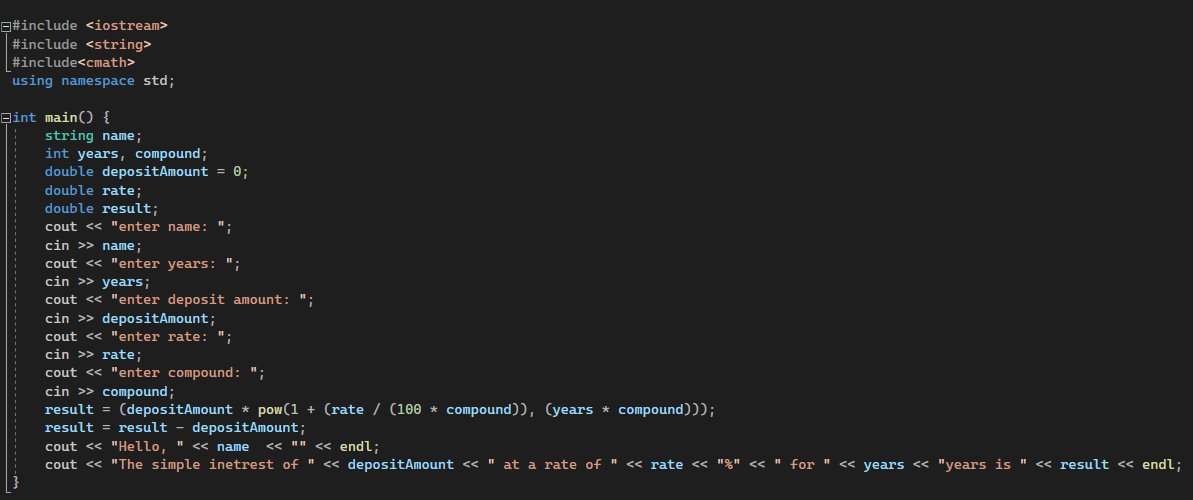 #include <iostream>
#include <string>
#include<cmath>
using namespace std;
int main() {
string name;
int years, compound;
double depositAmount = 0;
double rate;
double result;
cout << "enter name: ";
cin >> name;
cout << "enter years: ";
cin >> years;
cout << "enter deposit amount: ";
cin >> depositAmount;
cout << "enter rate: ";
cin >> rate;
cout << "enter compound: ";
cin >> compound;
result = (depositAmount * pow(1 + (rate / (100 * compound)), (years * compound)));
result = result - depositAmount;
cout << "Hello, " << name  << "" << endl;
cout << "The simple inetrest of " << depositAmount << " at a rate of " << rate << "%" << " for " << years << "years is " << result << endl;
}